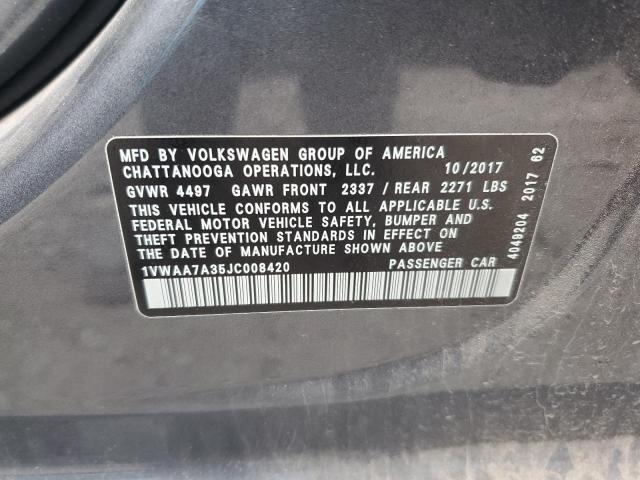 MFD BY VOLKSWAGEN GROUP OF AMERICA
CHATTANOOGA OPERATIONS, LLC. 10/2017
GVWR 4497 GAWR FRONT 2337 / REAR 2271 LBS
THIS VEHICLE CONFORMS TO ALL APPLICABLE U.S.
FEDERAL MOTOR VEHICLE SAFETY, BUMPER AND
THEFT PREVENTION STANDARDS IN EFFECT ON
THE DATE OF MANUFACTURE SHOWN ABOVE
1VWAA7A35JC008420 PASSENGER CAR
4049204 2017 62